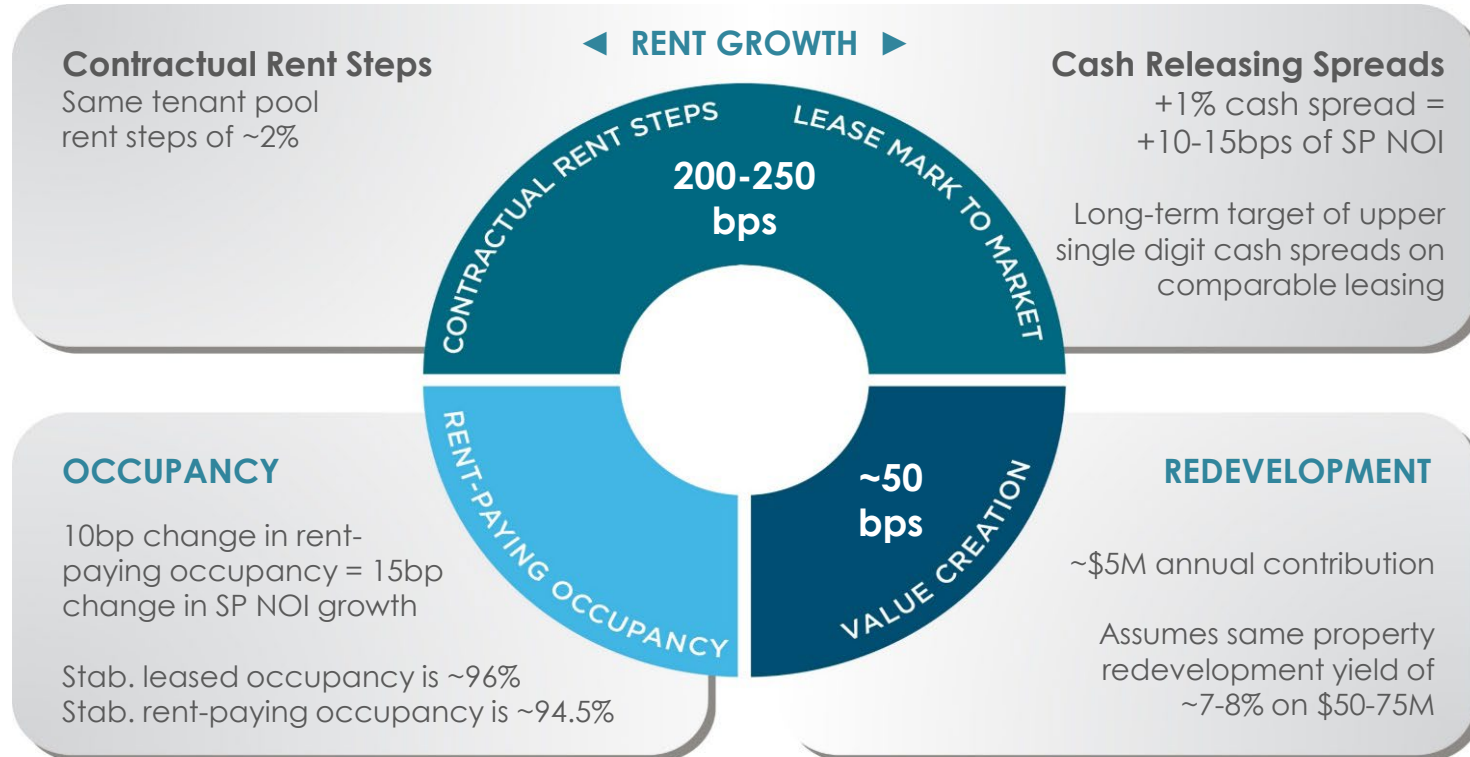 ◄ RENT GROWTH ►
Contractual Rent Steps
Same tenant pool
rent steps of ~2%
Cash Releasing Spreads
+1% cash spread =
+10-15bps of SP NOI
Long-term target of upper
single digit cash spreads on
comparable leasing
CONTRACTUAL RENT STEPS
LEASE MARK TO MARKET
200-250
bps
OCCUPANCY
10bp change in rent-
paying occupancy = 15bp
change in SP NOI growth
Stab. leased occupancy is ~96%
Stab. rent-paying occupancy is ~94.5%
RENT-PAYING OCCUPANCY
~50
bps
VALUE CREATION
REDEVELOPMENT
~$5M annual contribution
Assumes same property
redevelopment yield of
~7-8% on $50-75M